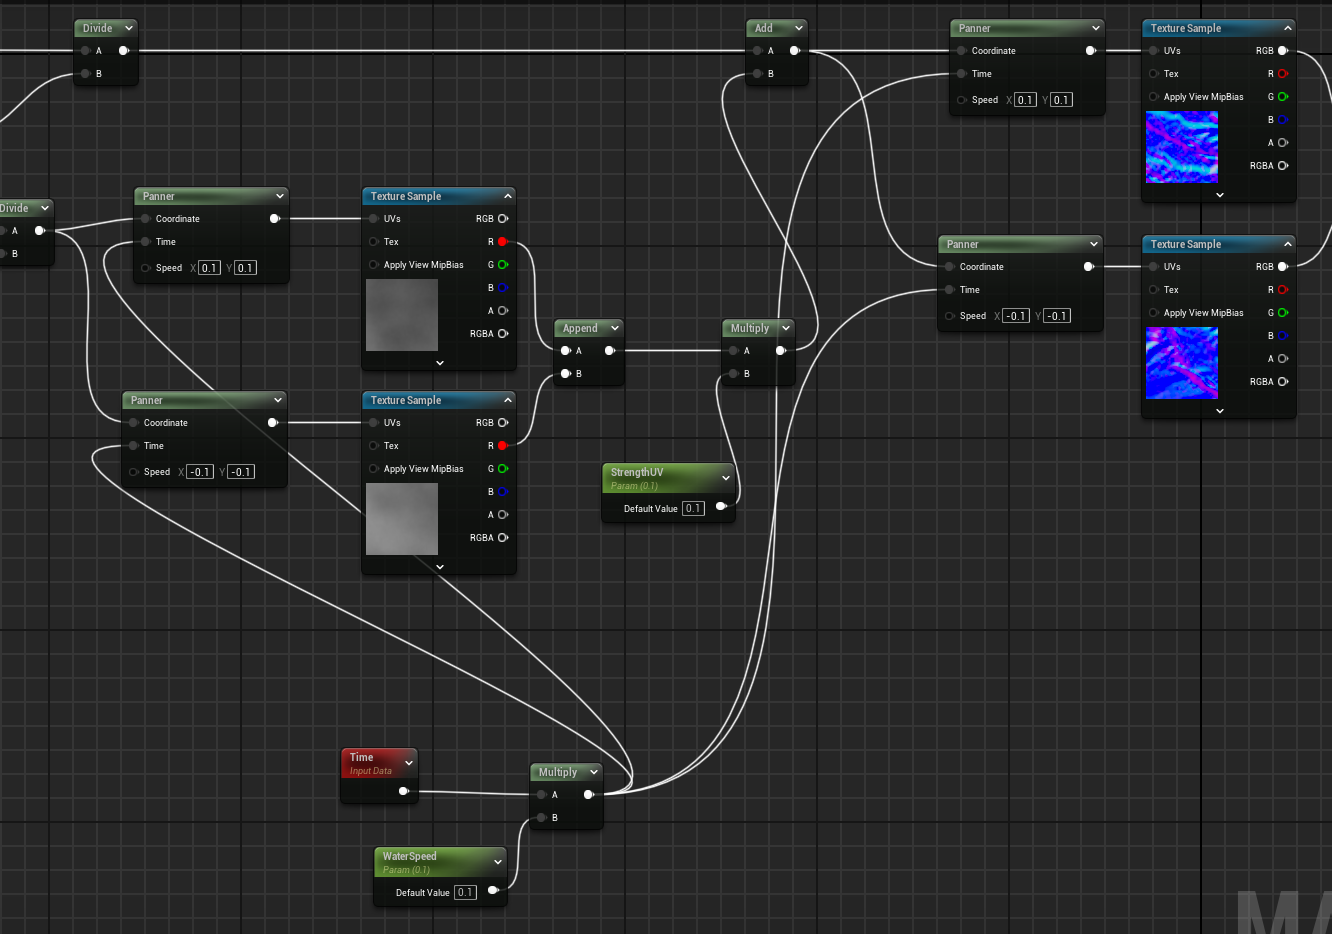 Divide
A
B
Add
A
B
Panner
Coordinate
Time
Speed X 0.1 Y 0.1
Texture Sample
UVs RGB
Tex R
Apply View MipBias G
B
A
RGBA
Divide
A
B
Panner
Coordinate
Time
Speed X 0.1 Y 0.1
Texture Sample
UVs RGB
Tex R
Apply View MipBias G
B
A
RGBA
Panner
Coordinate
Time
Speed X -0.1 Y -0.1
Texture Sample
UVs RGB
Tex R
Apply View MipBias G
B
A
RGBA
Append
A
B
Multiply
A
B
Panner
Coordinate
Time
Speed X -0.1 Y -0.1
Texture Sample
UVs RGB
Tex R
Apply View MipBias G
B
A
RGBA
StrengthUV
Param (0.1)
Default Value 0.1
Time
Input Data
Multiply
A
B
WaterSpeed
Param (0.1)
Default Value 0.1